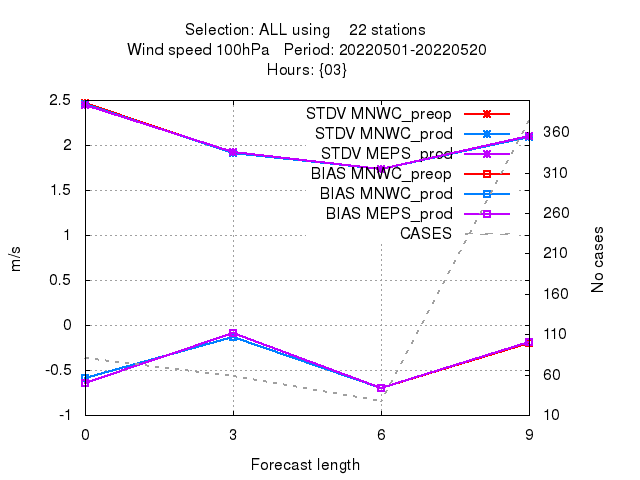 Selection: ALL using    22 stations
Wind speed 100hPa   Period: 20220501-20220520
Hours: {03}
2.5
2
1.5
1
0.5
0
-0.5
-1
m/s
STDV MNWC_preop
STDV MNWC_prod
STDV MEPS_prod
BIAS MNWC_preop
BIAS MNWC_prod
BIAS MEPS_prod
CASES
360
310
260
210
160
110
60
10
No cases
0 3 6 9
Forecast length